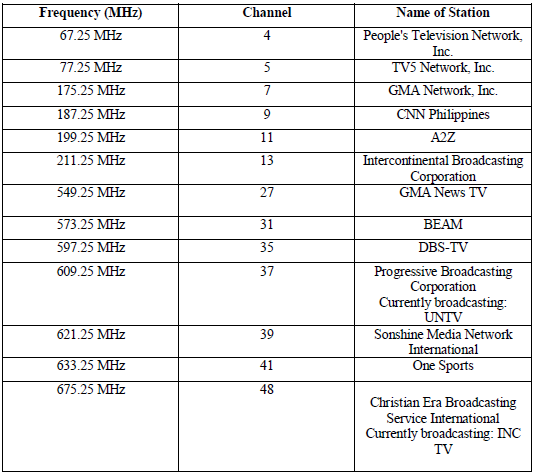 Frequency (MHz) Channel Name of Station
67.25 MHz 4 People's Television Network,
Inc.
77.25 MHz 5 TV5 Network, Inc.
175.25 MHz 7 GMA Network, Inc.
187.25 MHz 9 CNN Philippines
199.25 MHz 11 A2Z
211.25 MHz 13 Intercontinental Broadcasting
Corporation
549.25 MHz 27 GMA News TV
573.25 MHz 31 BEAM
597.25 MHz 35 DBS-TV
609.25 MHz 37 Progressive Broadcasting
Corporation
Currently broadcasting:
UNTV
621.25 MHz 39 Sonshine Media Network
International
633.25 MHz 41 One Sports
675.25 MHz 48
Christian Era Broadcasting
Service International
Currently broadcasting: INC
TV